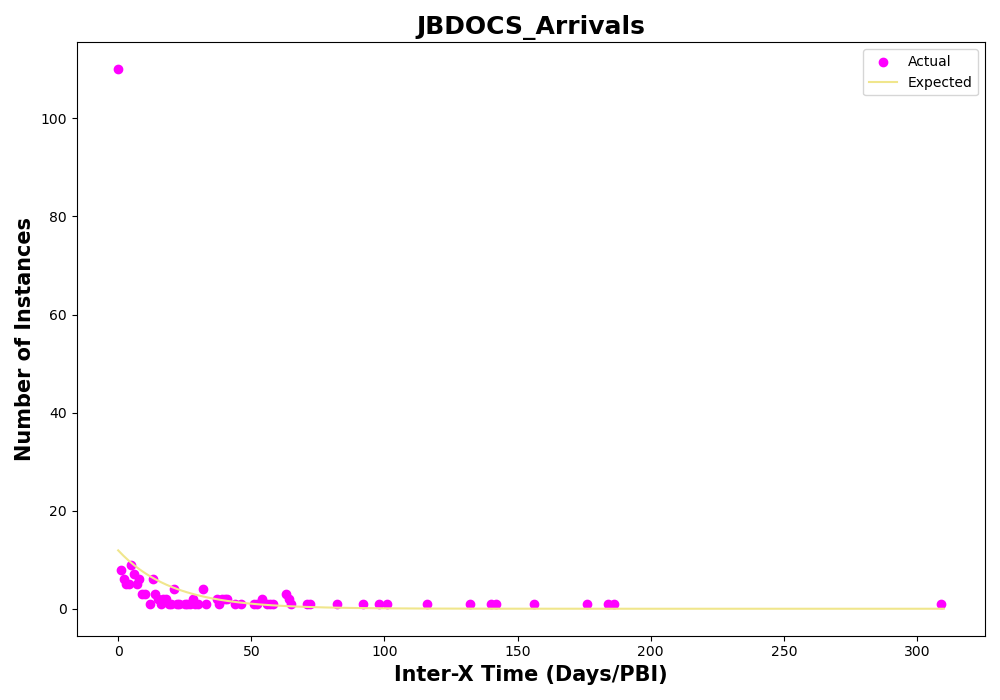 JBDOCS_Arrivals
Actual
Expected
Number of Instances
100
80
60
40
20
0
0 50 100 150 200 250 300
Inter-X Time (Days/PBI)